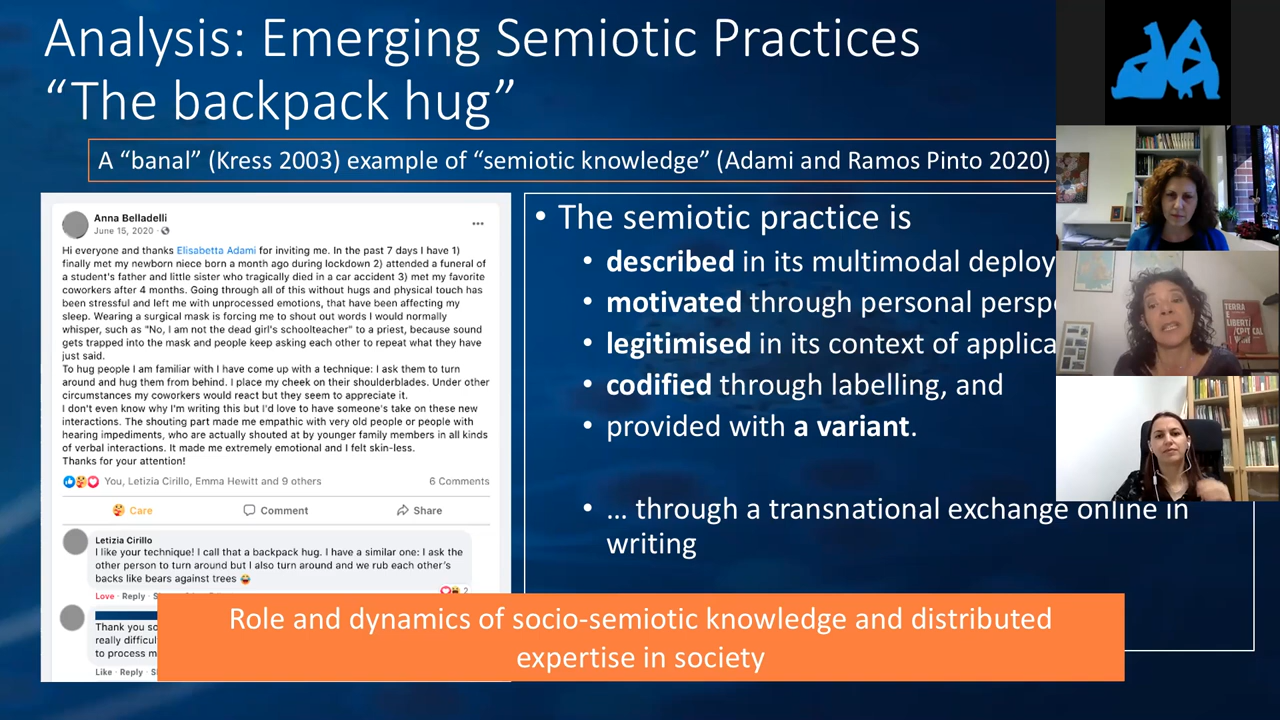 Analysis: Emerging Semiotic Practices
“The backpack hug”
A “banal” (Kress 2003) example of “semiotic knowledge” (Adami and Ramos Pinto 2020)
Anna Belladelli
June 15, 2020 ·
Hi everyone and thanks Elisabetta Adami for inviting me. In the past 7 days I have 1)
finally met my newborn niece born a month ago during lockdown 2) attended a funeral of
a student's father and little sister who tragically died in a car accident 3) met my favorite
coworkers after 4 months. Going through all of this without hugs and physical touch has
been stressful and left me with unprocessed emotions, that have been affecting my
sleep. Wearing a surgical mask is forcing me to shout out words I would normally
whisper, such as "No, I am not the dead girl's schoolteacher" to a priest, because sound
gets trapped into the mask and people keep asking each other to repeat what they have
just said.
To hug people I am familiar with I have come up with a technique: I ask them to turn
around and hug them from behind. I place my cheek on their shoulderblades. Under other
circumstances my coworkers would react but they seem to appreciate it.
I don't even know why I'm writing this but I'd love to have someone's take on these new
interactions. The shouting part made me empathic with very old people or people with
hearing impediments, who are actually shouted at by younger family members in all kinds
of verbal interactions. It made me extremely emotional and I felt skin-less.
Thanks for your attention!
You, Letizia Cirillo, Emma Hewitt and 9 others 6 Comments
Care Comment Share
Letizia Cirillo
I like your technique! I call that a backpack hug. I have a similar one: I ask the
other person to turn around but I also turn around and we rub each other's
backs like bears against trees
2
Love · Reply ·
Thank you so
really difficul
to process m
Like · Reply ·
• The semiotic practice is
• described in its multimodal deploy
• motivated through personal perspe
• legitimised in its context of applica
• codified through labelling, and
• provided with a variant.
• … through a transnational exchange online in
writing
Role and dynamics of socio-semiotic knowledge and distributed
expertise in society
TERRA
E
LIBERT